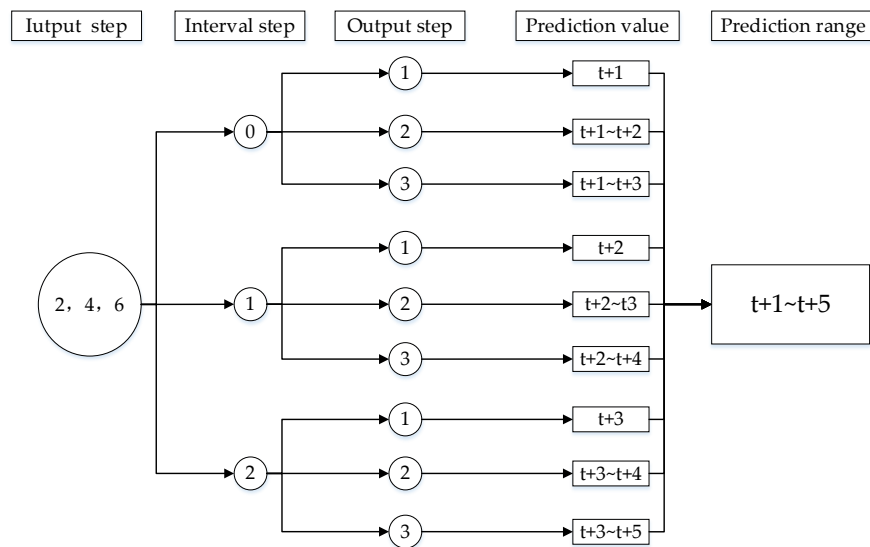 Iutput step
Interval step
Output step
Prediction value
Prediction range
1
t+1
0
2
t+1~t+2
3
t+1~t+3
1
t+2
2，4，6
1
2
t+2~t3
t+1~t+5
3
t+2~t+4
1
t+3
2
2
t+3~t+4
3
t+3~t+5